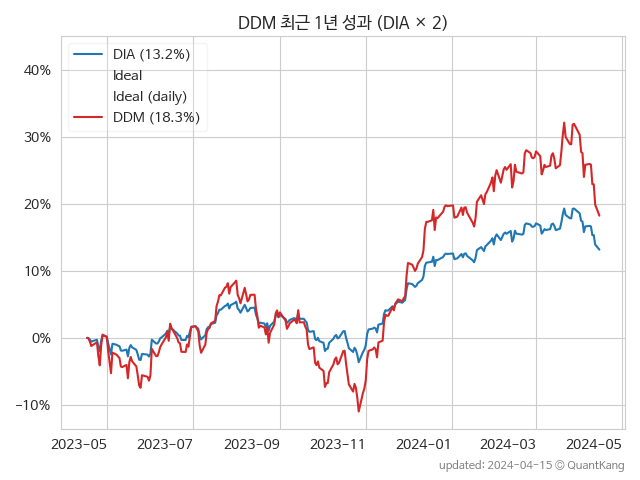 DDM 최근 1년 성과 (DIA × 2)
DIA (13.2%)
Ideal
Ideal (daily)
DDM (18.3%)
40%
30%
20%
10%
0%
−10%
2023-05 2023-07 2023-09 2023-11 2024-01 2024-03 2024-05
updated: 2024-04-15 © QuantKang